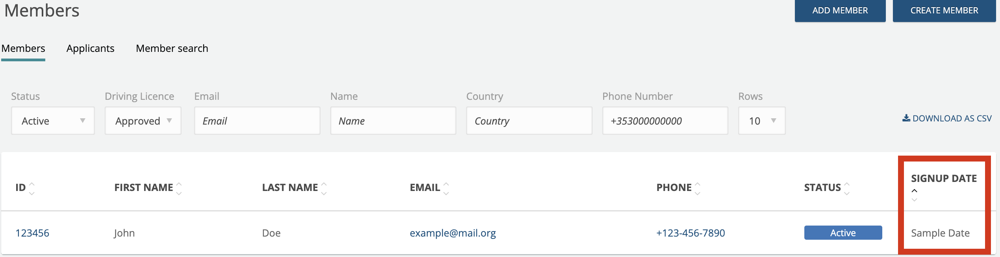 Members
ADD MEMBER
CREATE MEMBER
Members
Applicants
Member search
Status
Driving Licence
Email
Name
Country
Phone Number
Rows
Active
Approved
Email
Name
Country
+353000000000
10
DOWNLOAD AS CSV
ID
FIRST NAME
LAST NAME
EMAIL
PHONE
STATUS
SIGNUP DATE
123456
John
Doe
example@mail.org
+123-456-7890
Active
Sample Date